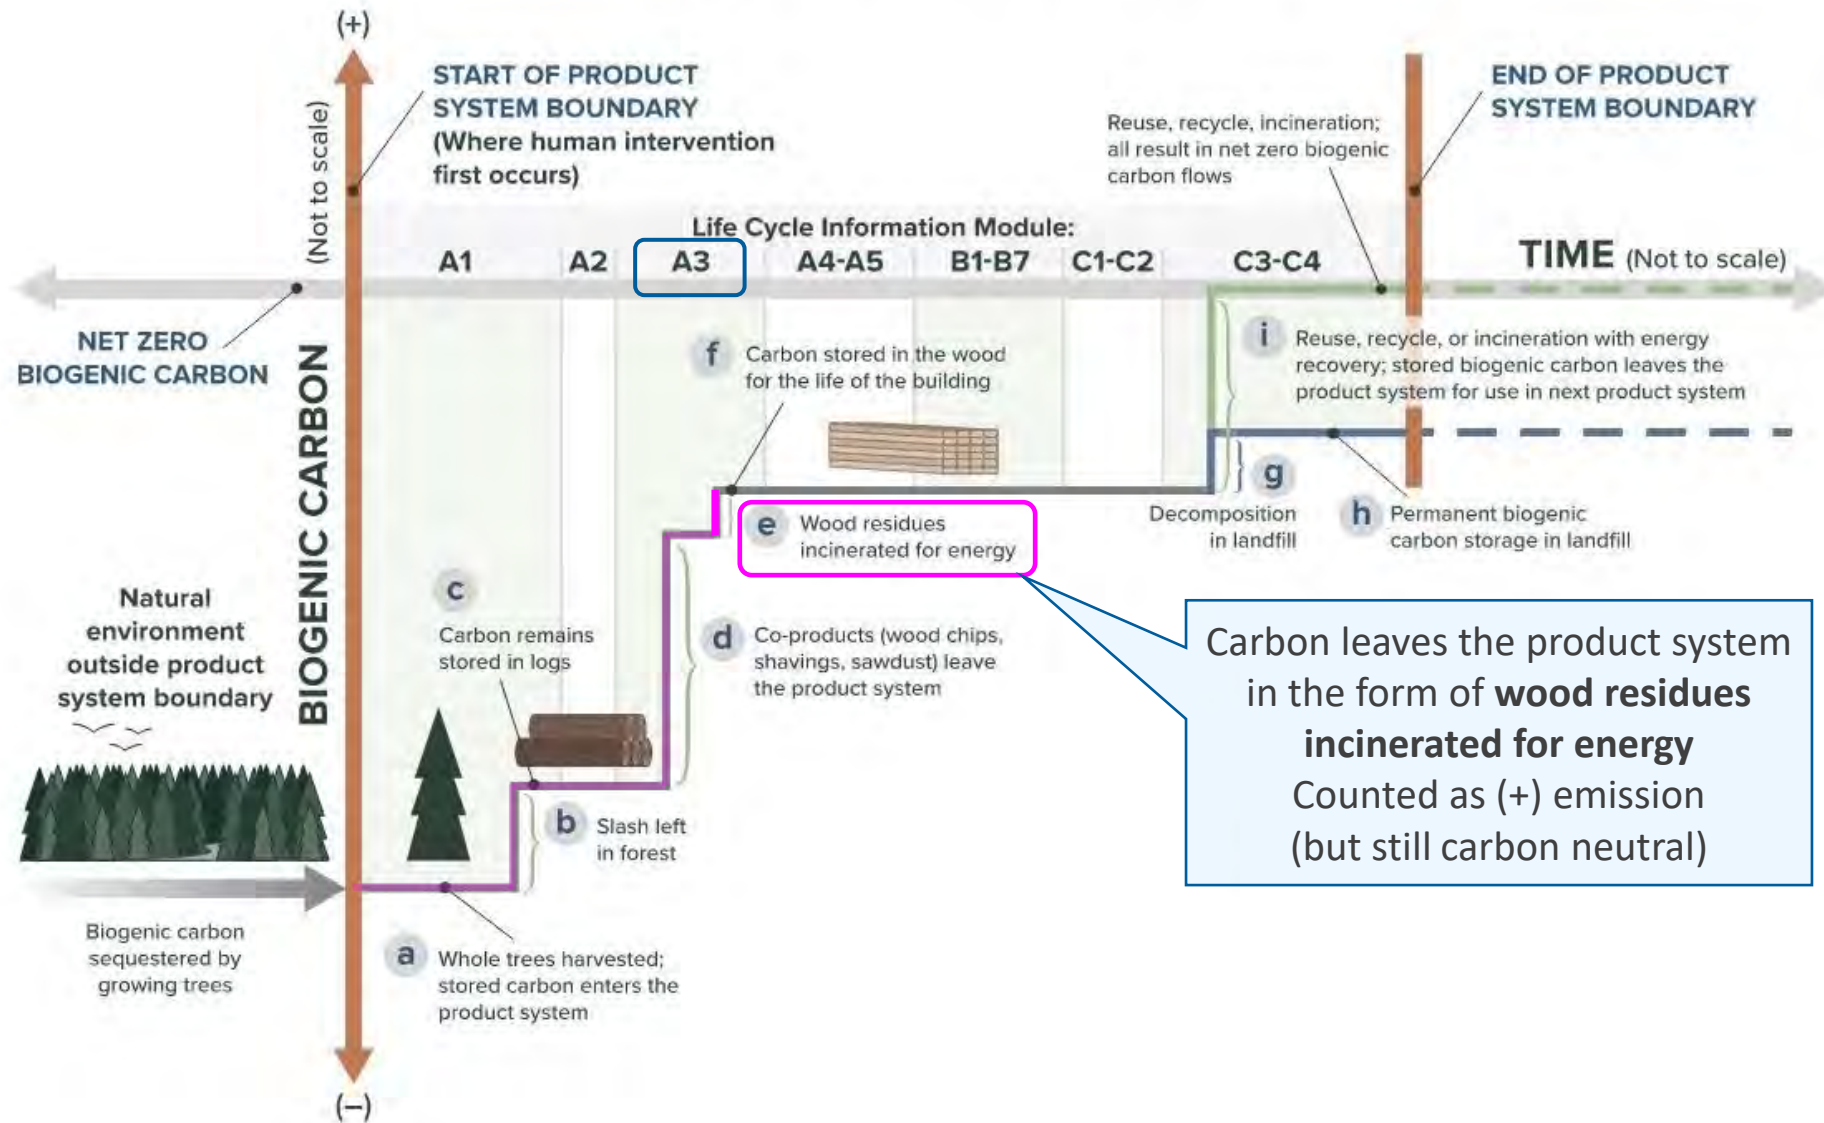 (+)
START OF PRODUCT
SYSTEM BOUNDARY
(Where human intervention
first occurs)
(Not to scale)
Reuse, recycle, incineration;
all result in net zero biogenic
carbon flows
END OF PRODUCT
SYSTEM BOUNDARY
Life Cycle Information Module:
A1 A2 A3 A4-A5 B1-B7 C1-C2 C3-C4
TIME (Not to scale)
NET ZERO
BIOGENIC CARBON
BIOGENIC CARBON
f Carbon stored in the wood
for the life of the building
i Reuse, recycle, or incineration with energy
recovery; stored biogenic carbon leaves the
product system for use in next product system
g
Decomposition
in landfill
h Permanent biogenic
carbon storage in landfill
e Wood residues
incinerated for energy
c
Carbon remains
stored in logs
d Co-products (wood chips,
shavings, sawdust) leave
the product system
Natural
environment
outside product
system boundary
b Slash left
in forest
Carbon leaves the product system
in the form of wood residues
incinerated for energy
Counted as (+) emission
(but still carbon neutral)
Biogenic carbon
sequestered by
growing trees
a Whole trees harvested;
stored carbon enters the
product system
(−)